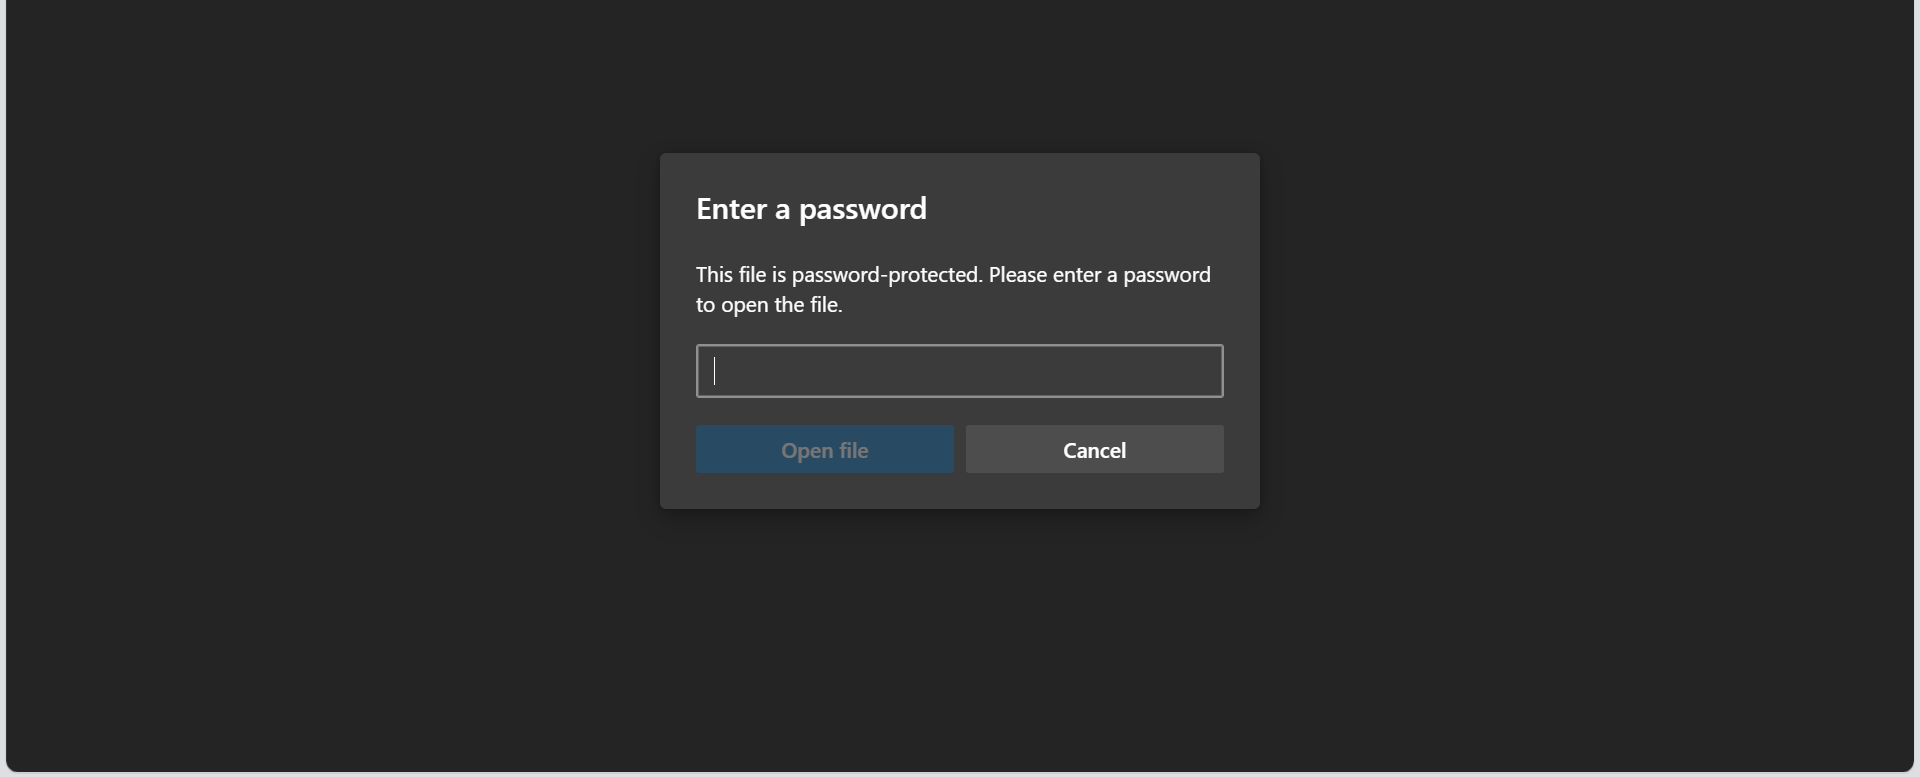 Enter a password
This file is password-protected. Please enter a password
to open the file.
Open file
Cancel